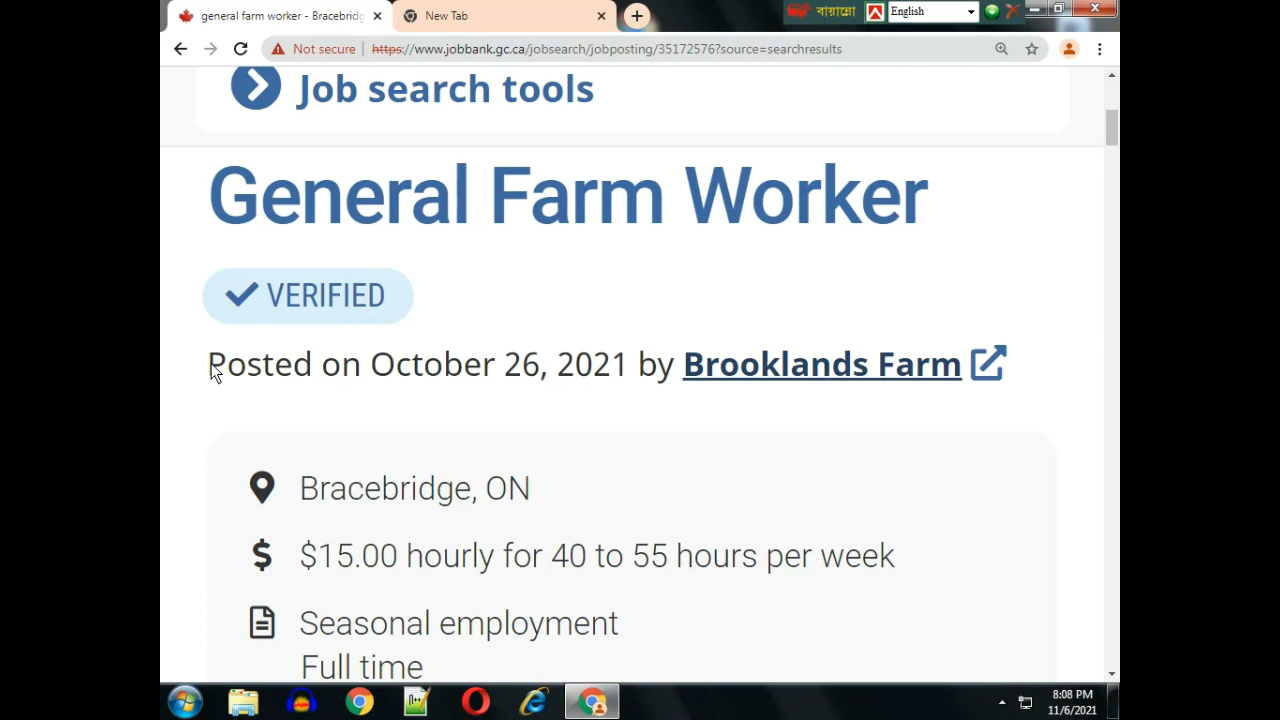 general farm worker - Bracebridg
New Tab
বায়ান্নো
English
Not secure
https://www.jobbank.gc.ca/jobsearch/jobposting/35172576?source=searchresults
Job search tools
General Farm Worker
VERIFIED
Posted on October 26, 2021 by Brooklands Farm
Bracebridge, ON
$15.00 hourly for 40 to 55 hours per week
Seasonal employment
Full time
8:08 PM
11/6/2021